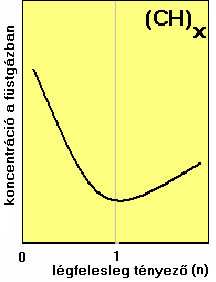 (CH)x
koncentráció a füstgázban
0 1
légfelesleg tényező (n)